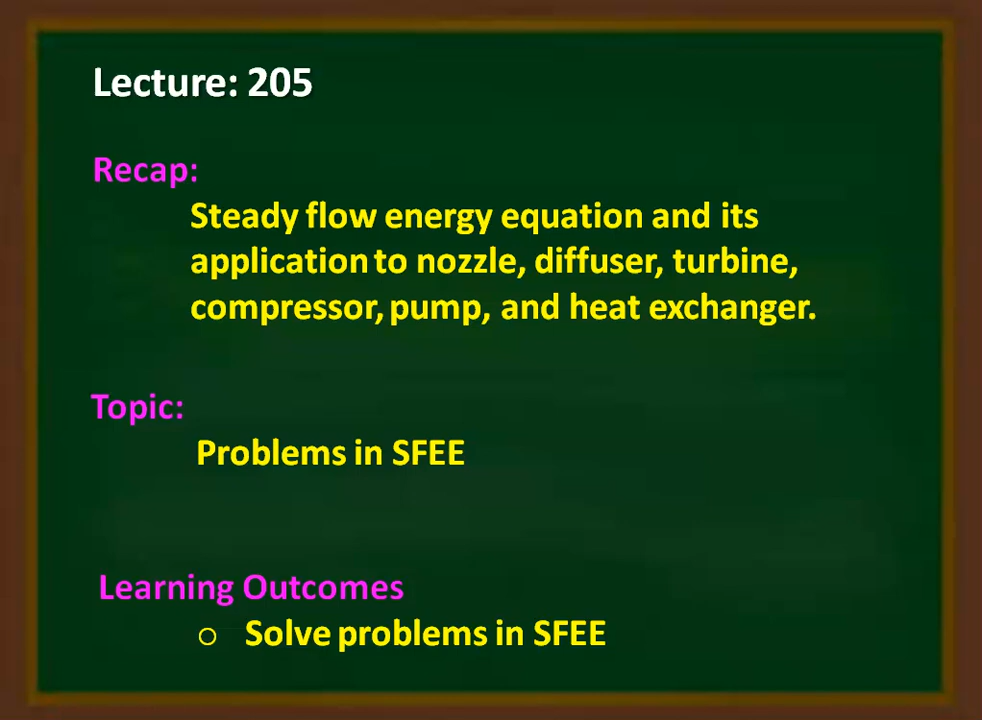 Lecture: 205
Recap:
Steady flow energy equation and its
application to nozzle, diffuser, turbine,
compressor, pump, and heat exchanger.
Topic:
Problems in SFEE
Learning Outcomes
○ Solve problems in SFEE